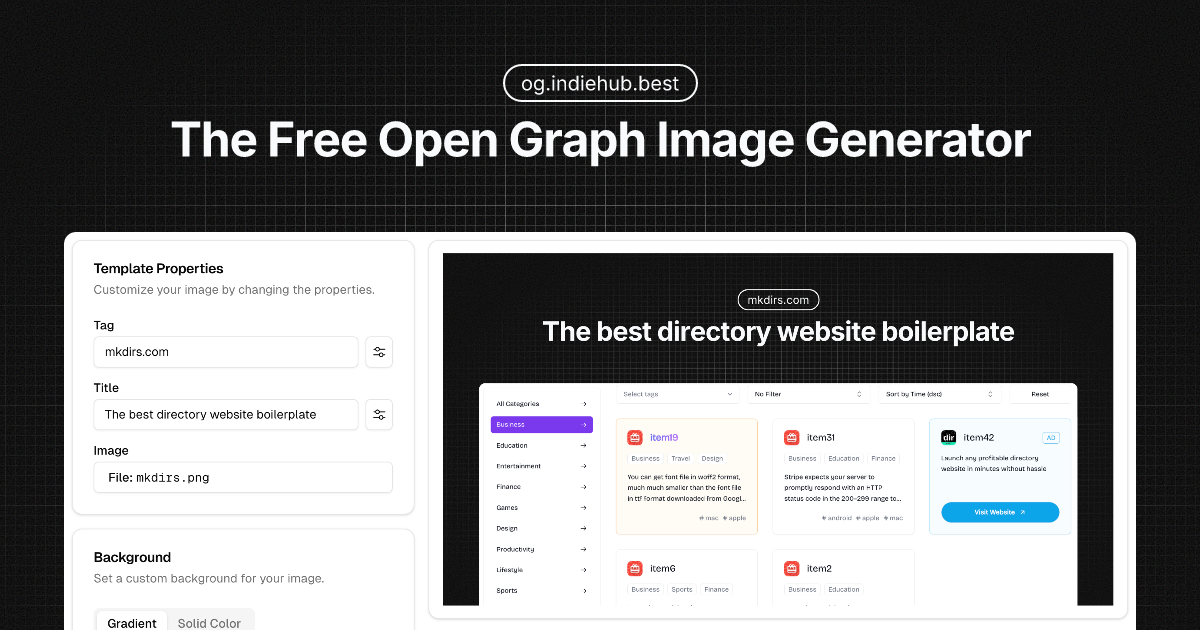 og.indiehub.best
The Free Open Graph Image Generator
Template Properties
Customize your image by changing the properties.
Tag
mkdirs.com
Title
The best directory website boilerplate
Image
File: mkdirs.png
Background
Set a custom background for your image.
Gradient Solid Color
mkdirs.com
The best directory website boilerplate
All Categories
Business
Education
Entertainment
Finance
Games
Design
Productivity
Lifestyle
Sports
Select tags No Filter Sort by Time (dsc) Reset
item19
Business Travel Design
You can get font file in woff2 format,
much much smaller than the font file
in ttf format downloaded from Googl...
# mac # apple
item31
Business Education Finance
Stripe expects your server to
promptly respond with an HTTP
status code in the 200-299 range to...
# android # apple # mac
dir item42 AD
Launch any profitable directory
website in minutes without hassle
Visit Website
item6
Business Sports Finance
item2
Business Education